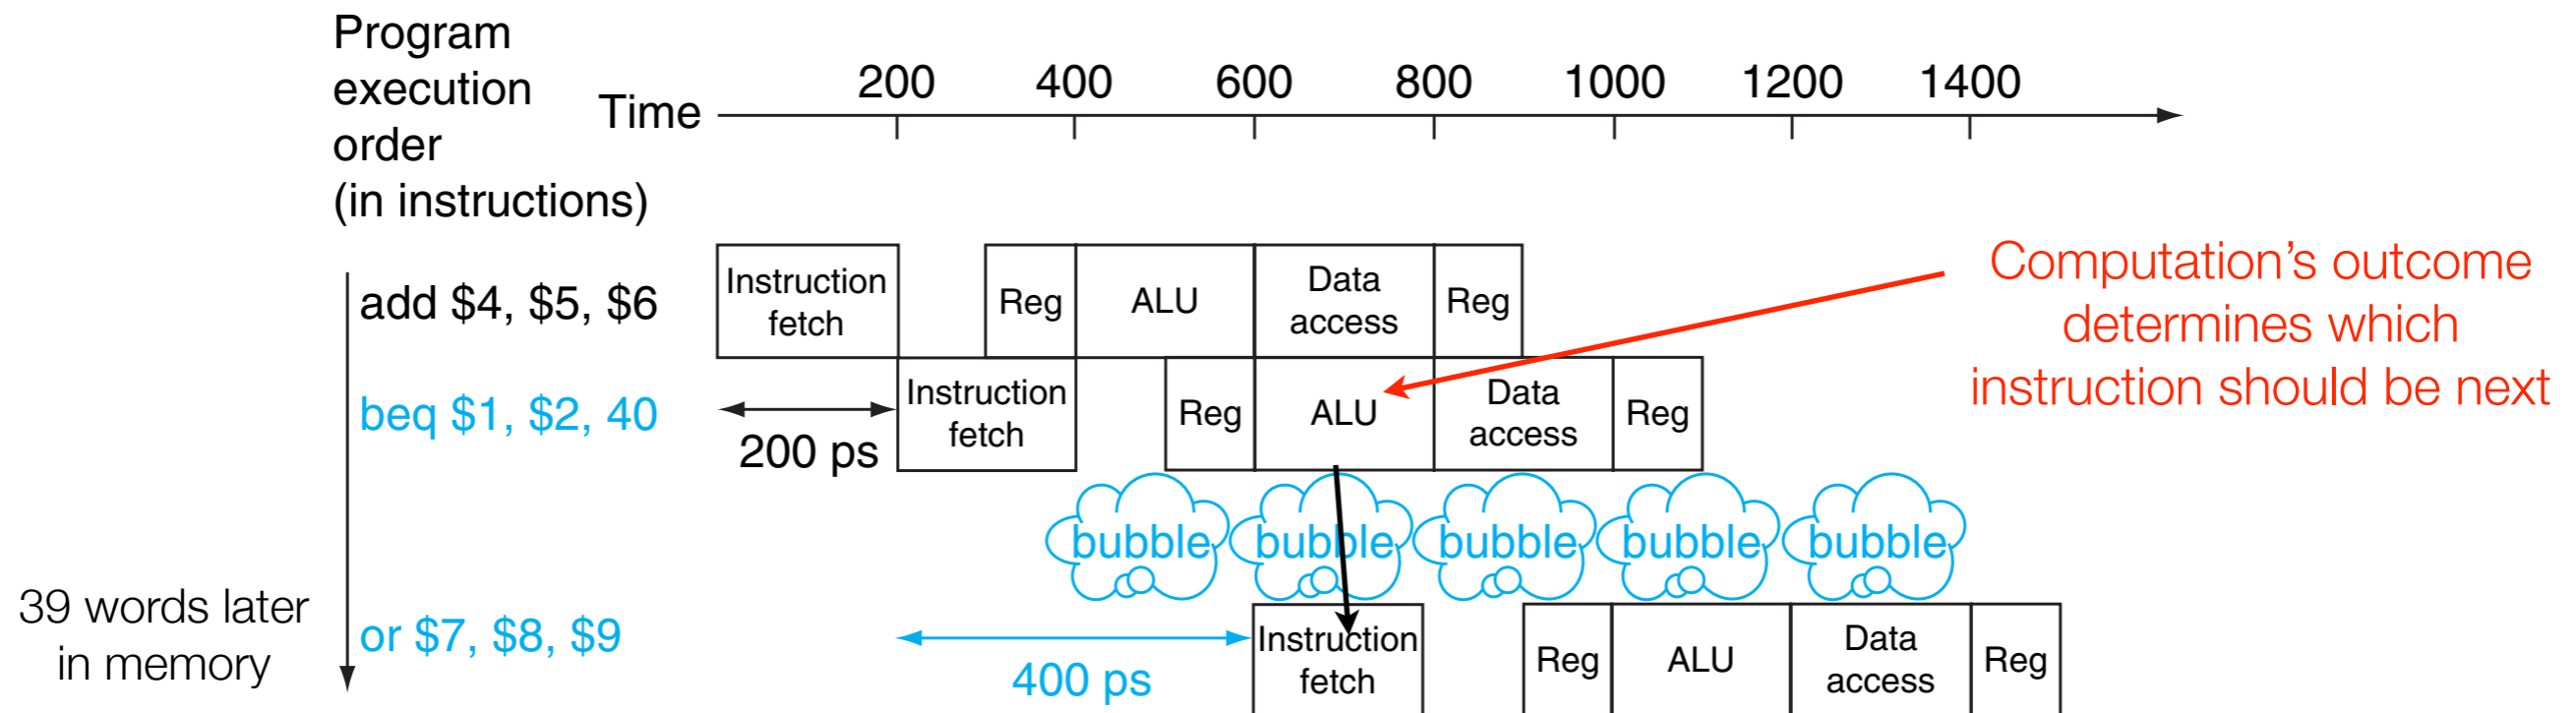 Program
execution
order
(in instructions)
Time
200 400 600 800 1000 1200 1400
add $4, $5, $6
Instruction
fetch
Reg
ALU
Data
access
Reg
Computation's outcome
determines which
instruction should be next
beq $1, $2, 40
200 ps
Instruction
fetch
Reg
ALU
Data
access
Reg
bubble bubble bubble bubble bubble
39 words later
in memory
or $7, $8, $9
400 ps
Instruction
fetch
Reg
ALU
Data
access
Reg